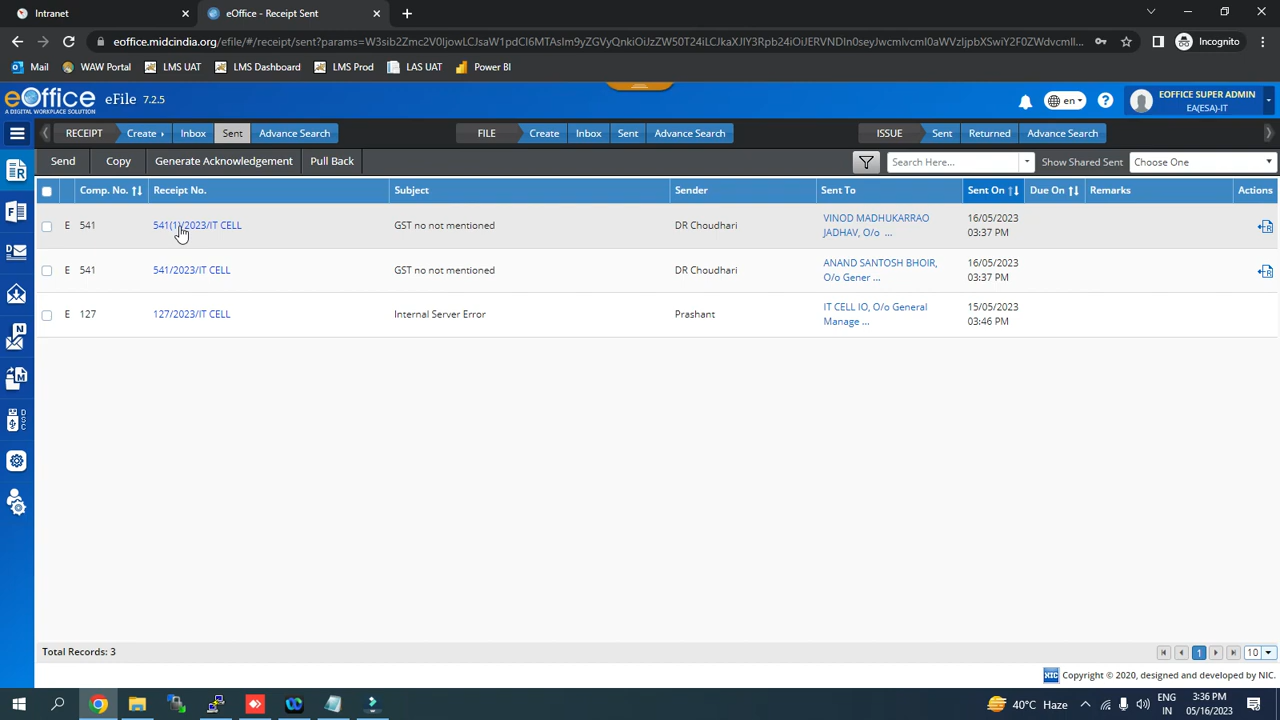 Intranet
eOffice - Receipt Sent
eoffice.midcindia.org/efile/#/receipt/sent?params=
Incognito
Mail
WAW Portal
LMS UAT
LMS Dashboard
LMS Prod
LAS UAT
Power BI
eOffice
A DIGITAL WORKPLACE SOLUTION
eFile 7.2.5
en
EOFFICE SUPER ADMIN
EA(ESA)-IT
RECEIPT Create Inbox Sent Advance Search
FILE Create Inbox Sent Advance Search
ISSUE Sent Returned Advance Search
Send Copy Generate Acknowledgement Pull Back
Search Here...
Show Shared Sent
Choose One
Comp. No. Receipt No. Subject Sender Sent To Sent On Due On Remarks Actions
E 541 541(1)/2023/IT CELL GST no not mentioned DR Choudhari
VINOD MADHUKARRAO
JADHAV, O/o ...
16/05/2023
03:37 PM
E 541 541/2023/IT CELL GST no not mentioned DR Choudhari
ANAND SANTOSH BHOIR,
O/o Gener ...
16/05/2023
03:37 PM
E 127 127/2023/IT CELL Internal Server Error Prashant
IT CELL IO, O/o General
Manage ...
15/05/2023
03:46 PM
D
S
C
Total Records: 3
1
10
NIC Copyright © 2020, designed and developed by NIC.
40°C Haze
ENG
IN
3:36 PM
05/16/2023